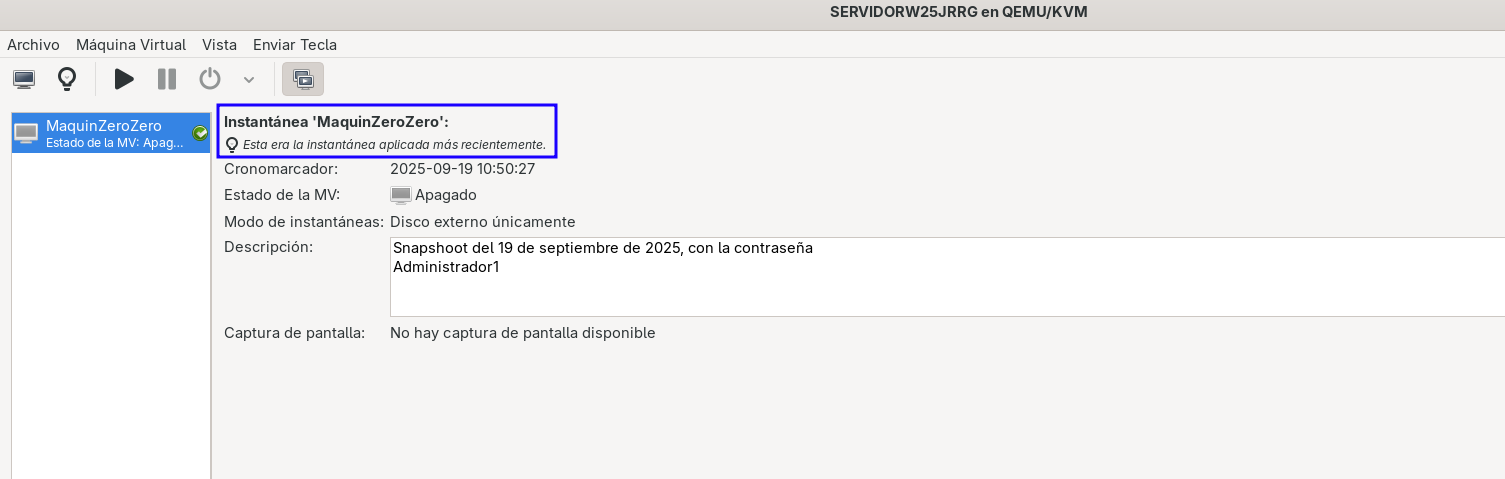 SERVIDORW25JRRG en QEMU/KVM
Archivo Máquina Virtual Vista Enviar Tecla
MaquinZeroZero
Estado de la MV: Apag...
Instantánea 'MaquinZeroZero':
Esta era la instantánea aplicada más recientemente.
Cronomarcador: 2025-09-19 10:50:27
Estado de la MV: Apagado
Modo de instantáneas: Disco externo únicamente
Descripción: Snapshoot del 19 de septiembre de 2025, con la contraseña
Administrador1
Captura de pantalla: No hay captura de pantalla disponible